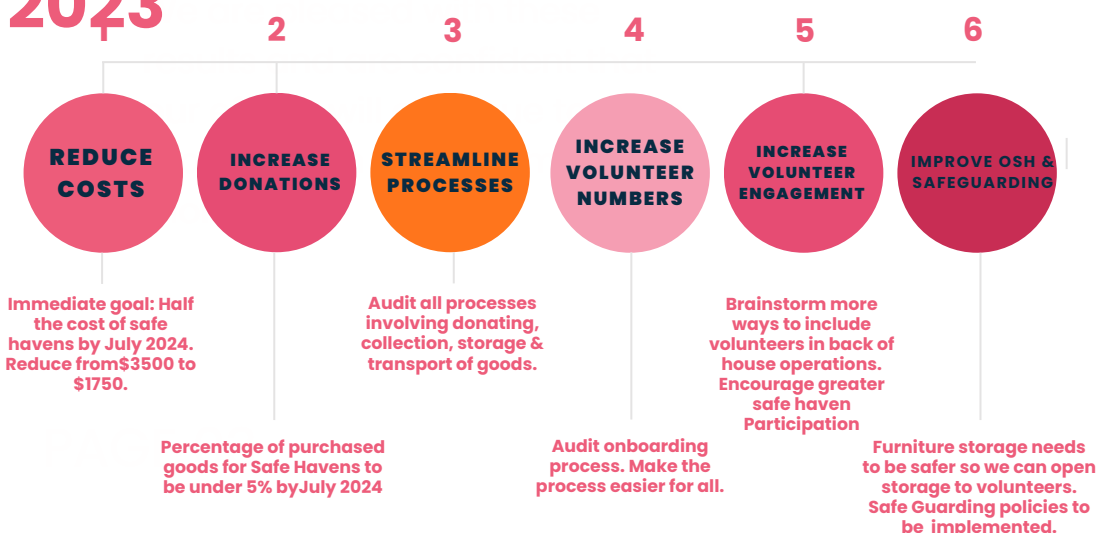 2023
1
2
3
4
5
6
REDUCE
COSTS
INCREASE
DONATIONS
STREAMLINE
PROCESSES
INCREASE
VOLUNTEER
NUMBERS
INCREASE
VOLUNTEER
ENGAGEMENT
IMPROVE OSH &
SAFEGUARDING
Immediate goal: Half
the cost of safe
havens by July 2024.
Reduce from$3500 to
$1750.
Percentage of purchased
goods for Safe Havens to
be under 5% byJuly 2024
Audit all processes
involving donating,
collection, storage &
transport of goods.
Audit onboarding
process. Make the
process easier for all.
Brainstorm more
ways to include
volunteers in back of
house operations.
Encourage greater
safe haven
Participation
Furniture storage needs
to be safer so we can open
storage to volunteers.
Safe Guarding policies to
be implemented.